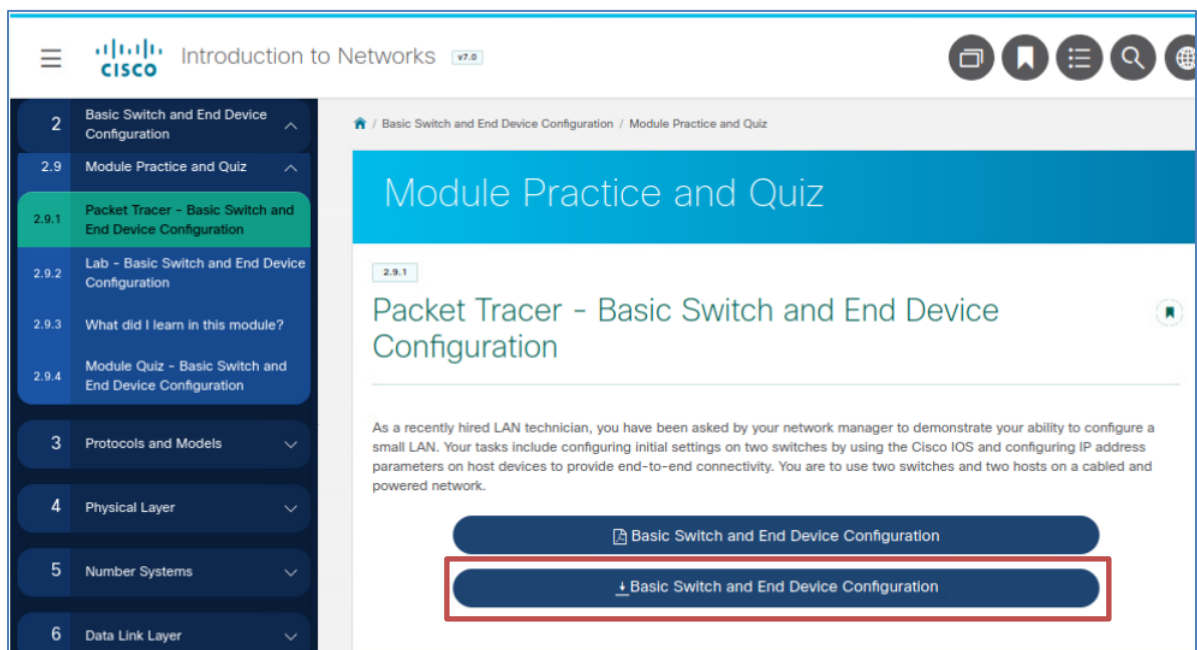 CISCO
Introduction to Networks v7.0
2 Basic Switch and End Device
Configuration
2.9 Module Practice and Quiz
2.9.1 Packet Tracer - Basic Switch and
End Device Configuration
2.9.2 Lab - Basic Switch and End Device
Configuration
2.9.3 What did I learn in this module?
2.9.4 Module Quiz - Basic Switch and
End Device Configuration
3 Protocols and Models
4 Physical Layer
5 Number Systems
6 Data Link Layer
/ Basic Switch and End Device Configuration / Module Practice and Quiz
Module Practice and Quiz
2.9.1
Packet Tracer - Basic Switch and End Device
Configuration
As a recently hired LAN technician, you have been asked by your network manager to demonstrate your ability to configure a
small LAN. Your tasks include configuring initial settings on two switches by using the Cisco IOS and configuring IP address
parameters on host devices to provide end-to-end connectivity. You are to use two switches and two hosts on a cabled and
powered network.
Basic Switch and End Device Configuration
Basic Switch and End Device Configuration